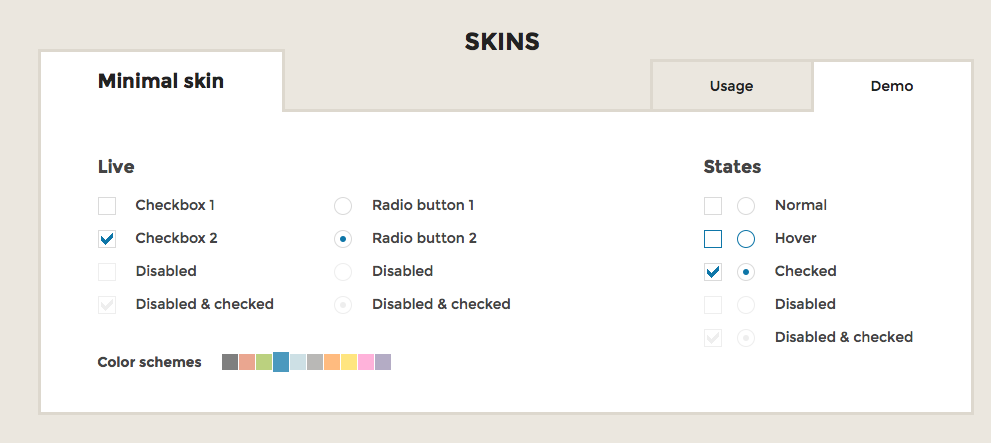 SKINS
Minimal skin
Usage
Demo
Live
Checkbox 1
Checkbox 2
Disabled
Disabled & checked
Radio button 1
Radio button 2
Disabled
Disabled & checked
Color schemes
States
Normal
Hover
Checked
Disabled
Disabled & checked